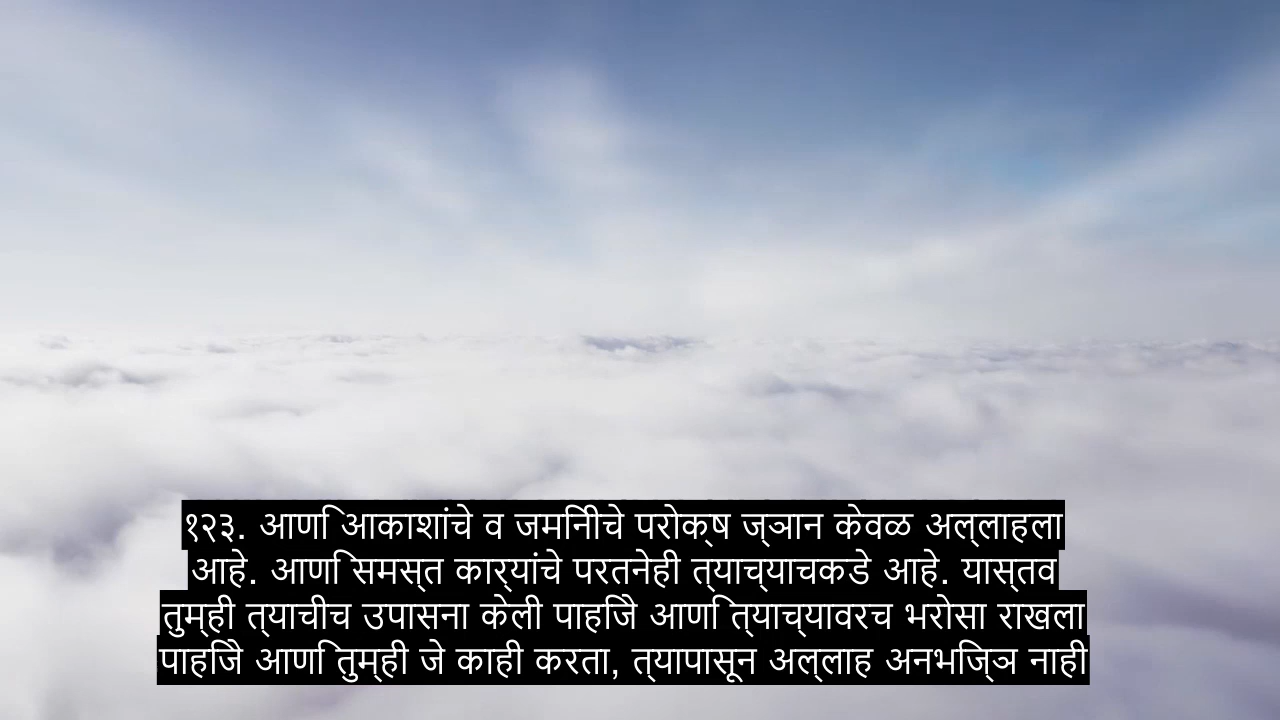 १२३. आणि आकाशांचे व जमिनीचे परोक्ष ज्ञान केवळ अल्लाहला
आहे. आणि समस्त कार्यांचे परतनेही त्याच्याचकडे आहे. यास्तव
तुम्ही त्याचीच उपासना केली पाहिजे आणि त्याच्यावरच भरोसा राखला
पाहिजे आणि तुम्ही जे काही करता, त्यापासून अल्लाह अनभिज्ञ नाही